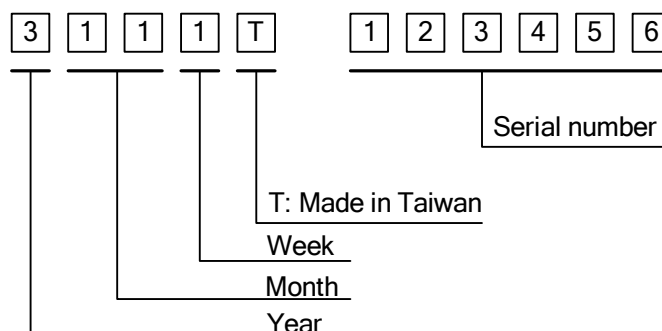 3 1 1 1 T 1 2 3 4 5 6
Serial number
T: Made in Taiwan
Week
Month
Year